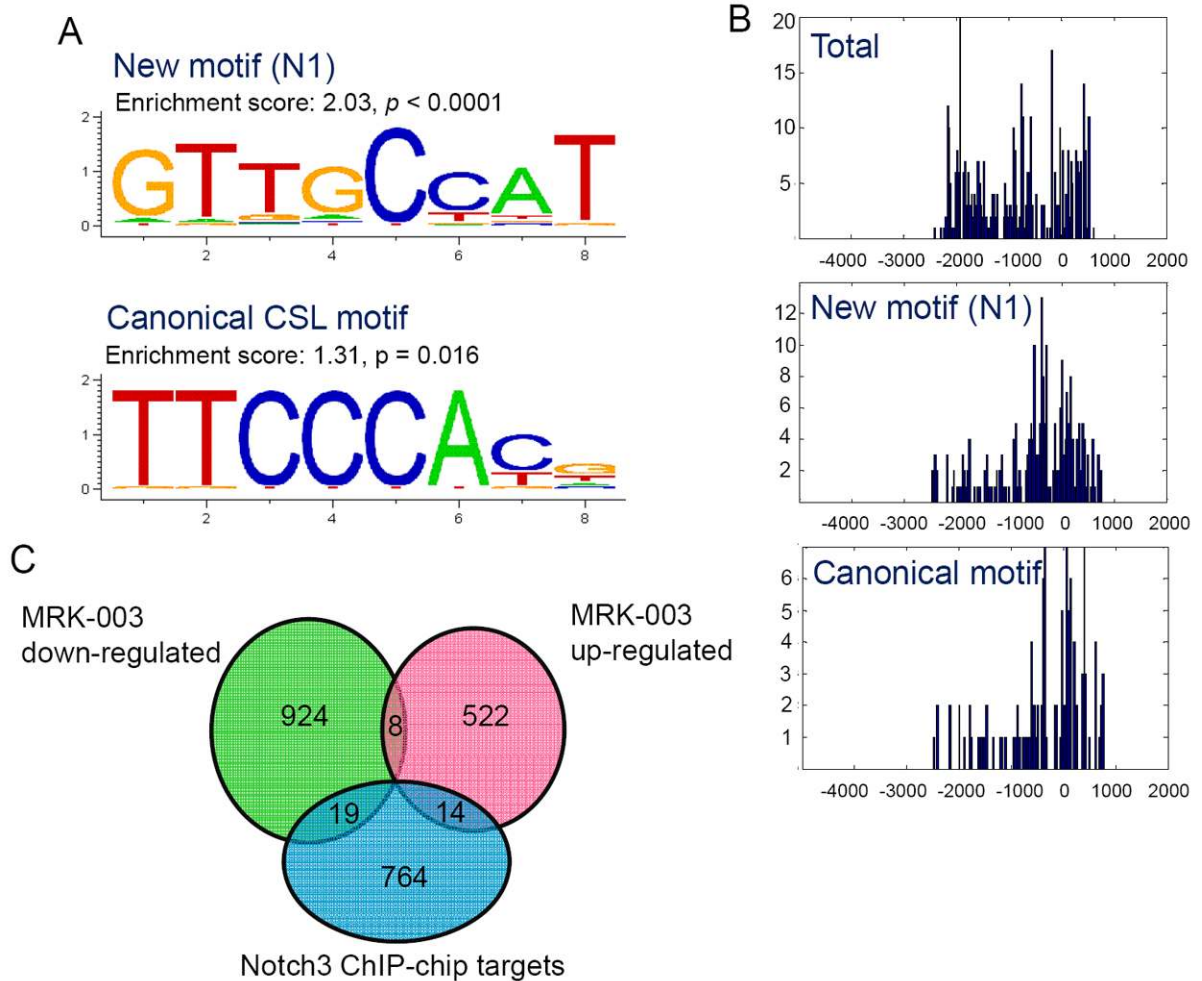 A
New motif (N1)
Enrichment score: 2.03, p < 0.0001
2
1
0
GTTGCCAT
2 4 6 8
Canonical CSL motif
Enrichment score: 1.31, p = 0.016
2
1
0
TTCCCACG
2 4 6 8
B
Total
20
15
10
5
-4000 -3000 -2000 -1000 0 1000 2000
New motif (N1)
12
10
8
6
4
2
-4000 -3000 -2000 -1000 0 1000 2000
Canonical motif
6
5
4
3
2
1
-4000 -3000 -2000 -1000 0 1000 2000
C
MRK-003
down-regulated
MRK-003
up-regulated
924
8
522
19
14
764
Notch3 ChIP-chip targets